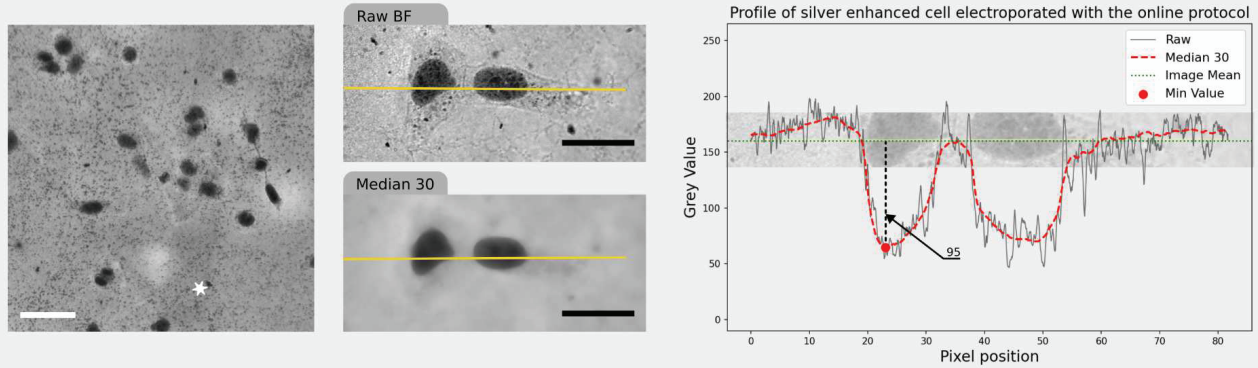 Raw BF
Median 30
Profile of silver enhanced cell electroporated with the online protocol
Raw
Median 30
Image Mean
Min Value
250
200
150
100
50
0
Grey Value
95
0
10
20
30
40
50
60
70
80
Pixel position